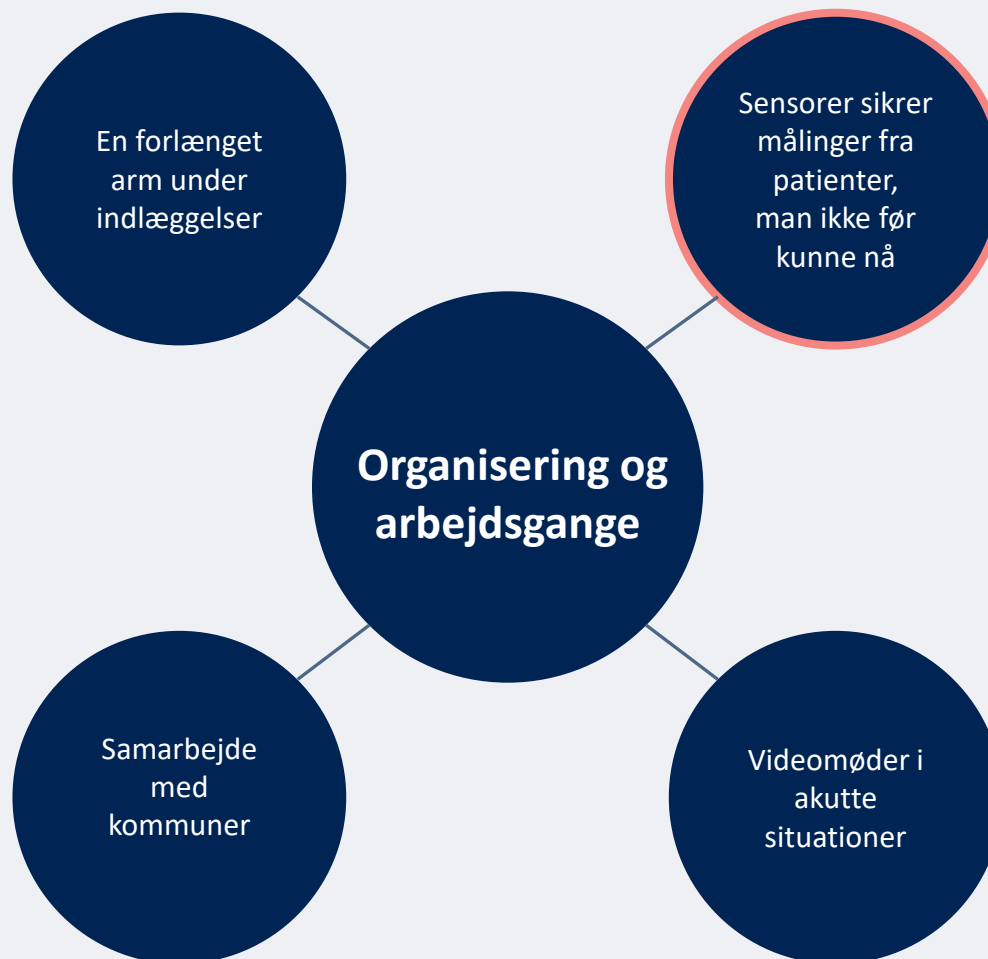 En forlænget
arm under
indlæggelser
Sensorer sikrer
målinger fra
patienter,
man ikke før
kunne nå
Organisering og
arbejdsgange
Samarbejde
med
kommuner
Videomøder i
akutte
situationer